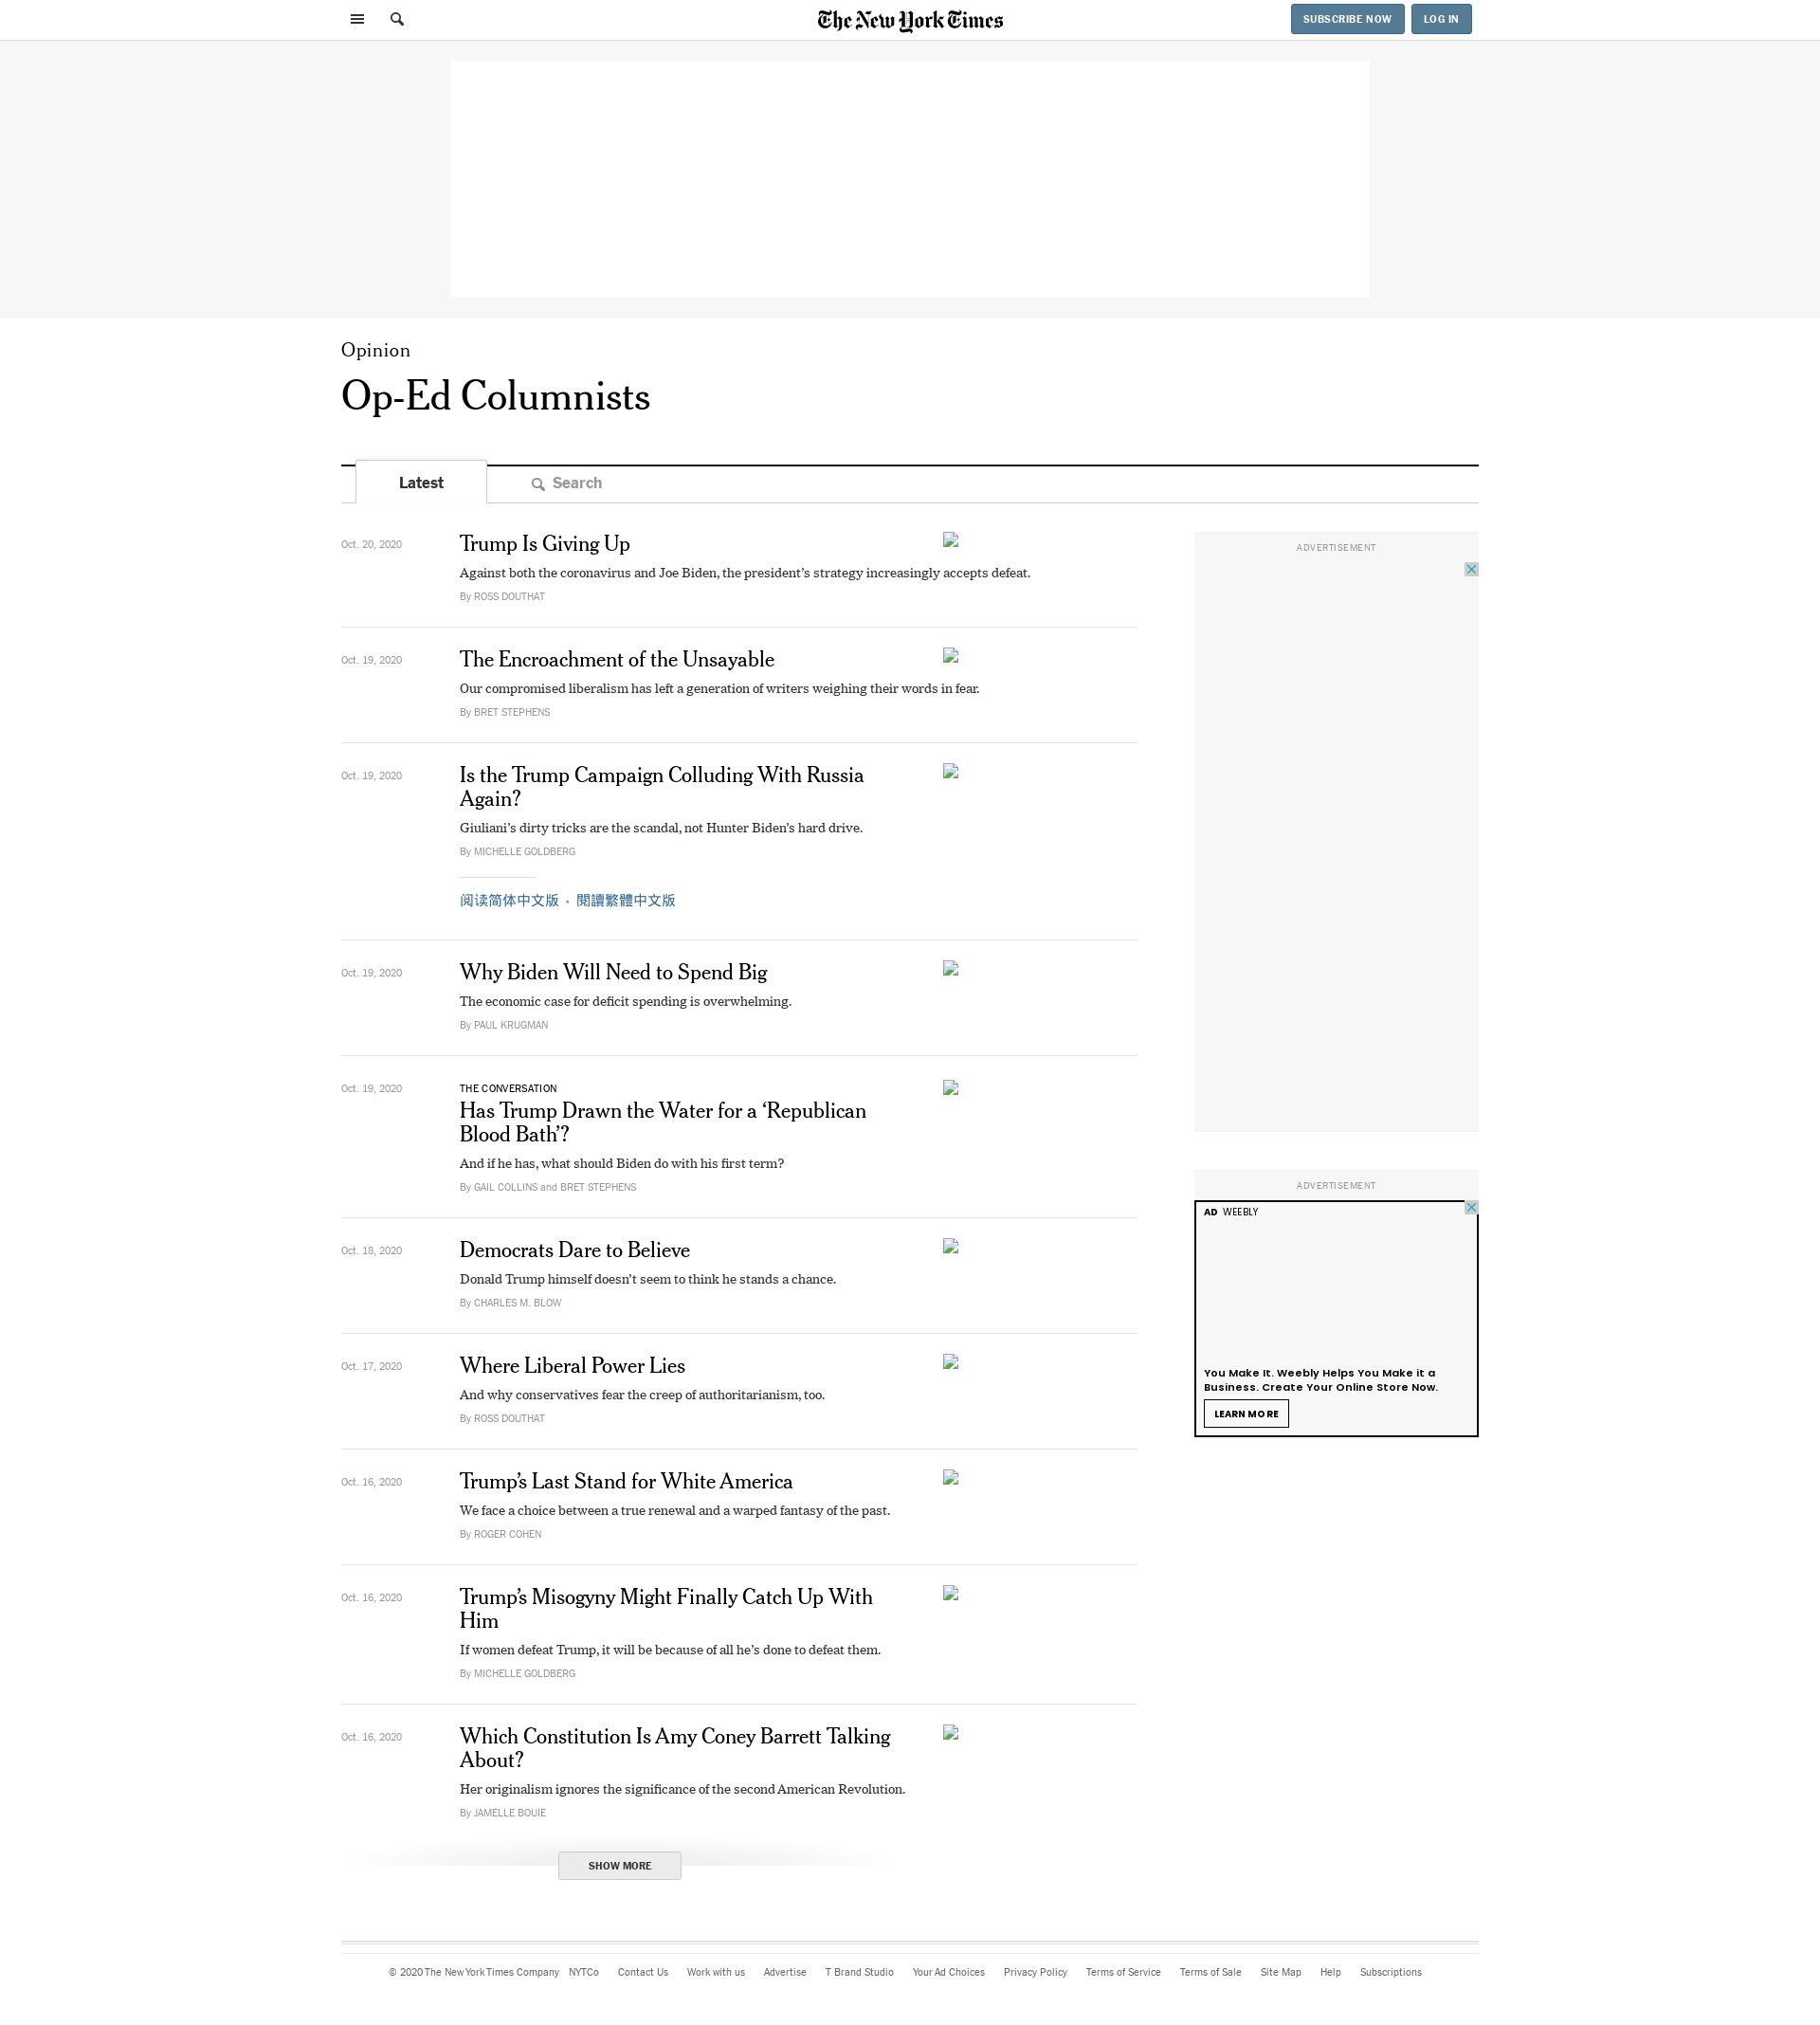 The New York Times
SUBSCRIBE NOW
LOG IN
Opinion
Op-Ed Columnists
Latest
Search
Oct. 20, 2020
Trump Is Giving Up
Against both the coronavirus and Joe Biden, the president’s strategy increasingly accepts defeat.
By ROSS DOUTHAT
Oct. 19, 2020
The Encroachment of the Unsayable
Our compromised liberalism has left a generation of writers weighing their words in fear.
By BRET STEPHENS
Oct. 19, 2020
Is the Trump Campaign Colluding With Russia
Again?
Giuliani’s dirty tricks are the scandal, not Hunter Biden’s hard drive.
By MICHELLE GOLDBERG
阅读简体中文版 • 閱讀繁體中文版
Oct. 19, 2020
Why Biden Will Need to Spend Big
The economic case for deficit spending is overwhelming.
By PAUL KRUGMAN
Oct. 19, 2020
THE CONVERSATION
Has Trump Drawn the Water for a ‘Republican
Blood Bath’?
And if he has, what should Biden do with his first term?
By GAIL COLLINS and BRET STEPHENS
Oct. 18, 2020
Democrats Dare to Believe
Donald Trump himself doesn’t seem to think he stands a chance.
By CHARLES M. BLOW
Oct. 17, 2020
Where Liberal Power Lies
And why conservatives fear the creep of authoritarianism, too.
By ROSS DOUTHAT
Oct. 16, 2020
Trump’s Last Stand for White America
We face a choice between a true renewal and a warped fantasy of the past.
By ROGER COHEN
Oct. 16, 2020
Trump’s Misogyny Might Finally Catch Up With
Him
If women defeat Trump, it will be because of all he’s done to defeat them.
By MICHELLE GOLDBERG
Oct. 16, 2020
Which Constitution Is Amy Coney Barrett Talking
About?
Her originalism ignores the significance of the second American Revolution.
By JAMELLE BOUIE
SHOW MORE
ADVERTISEMENT
ADVERTISEMENT
AD WEEBLY
You Make It. Weebly Helps You Make it a
Business. Create Your Online Store Now.
LEARN MORE
© 2020 The New York Times Company NYTCo Contact Us Work with us Advertise T Brand Studio Your Ad Choices Privacy Policy Terms of Service Terms of Sale Site Map Help Subscriptions